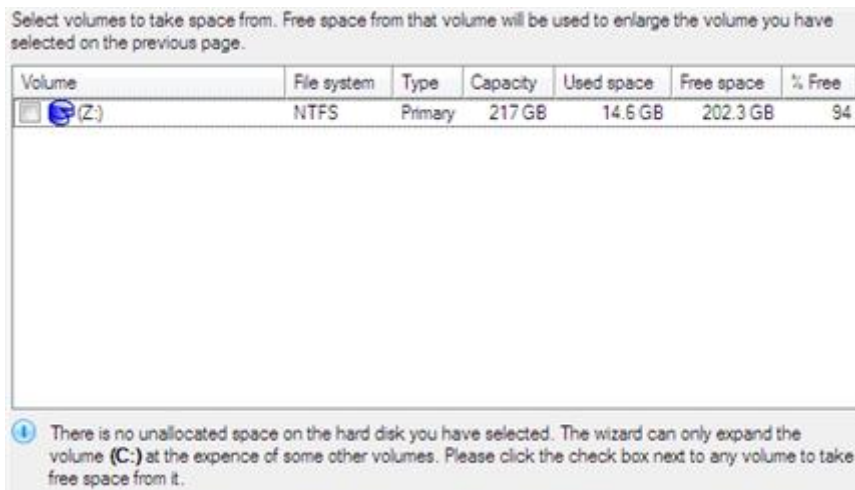 Select volumes to take space from. Free space from that volume will be used to enlarge the volume you have
selected on the previous page.
Volume File system Type Capacity Used space Free space % Free
(Z:) NTFS Primary 217 GB 14.6 GB 202.3 GB 94
There is no unallocated space on the hard disk you have selected. The wizard can only expand the
volume (C:) at the expence of some other volumes. Please click the check box next to any volume to take
free space from it.